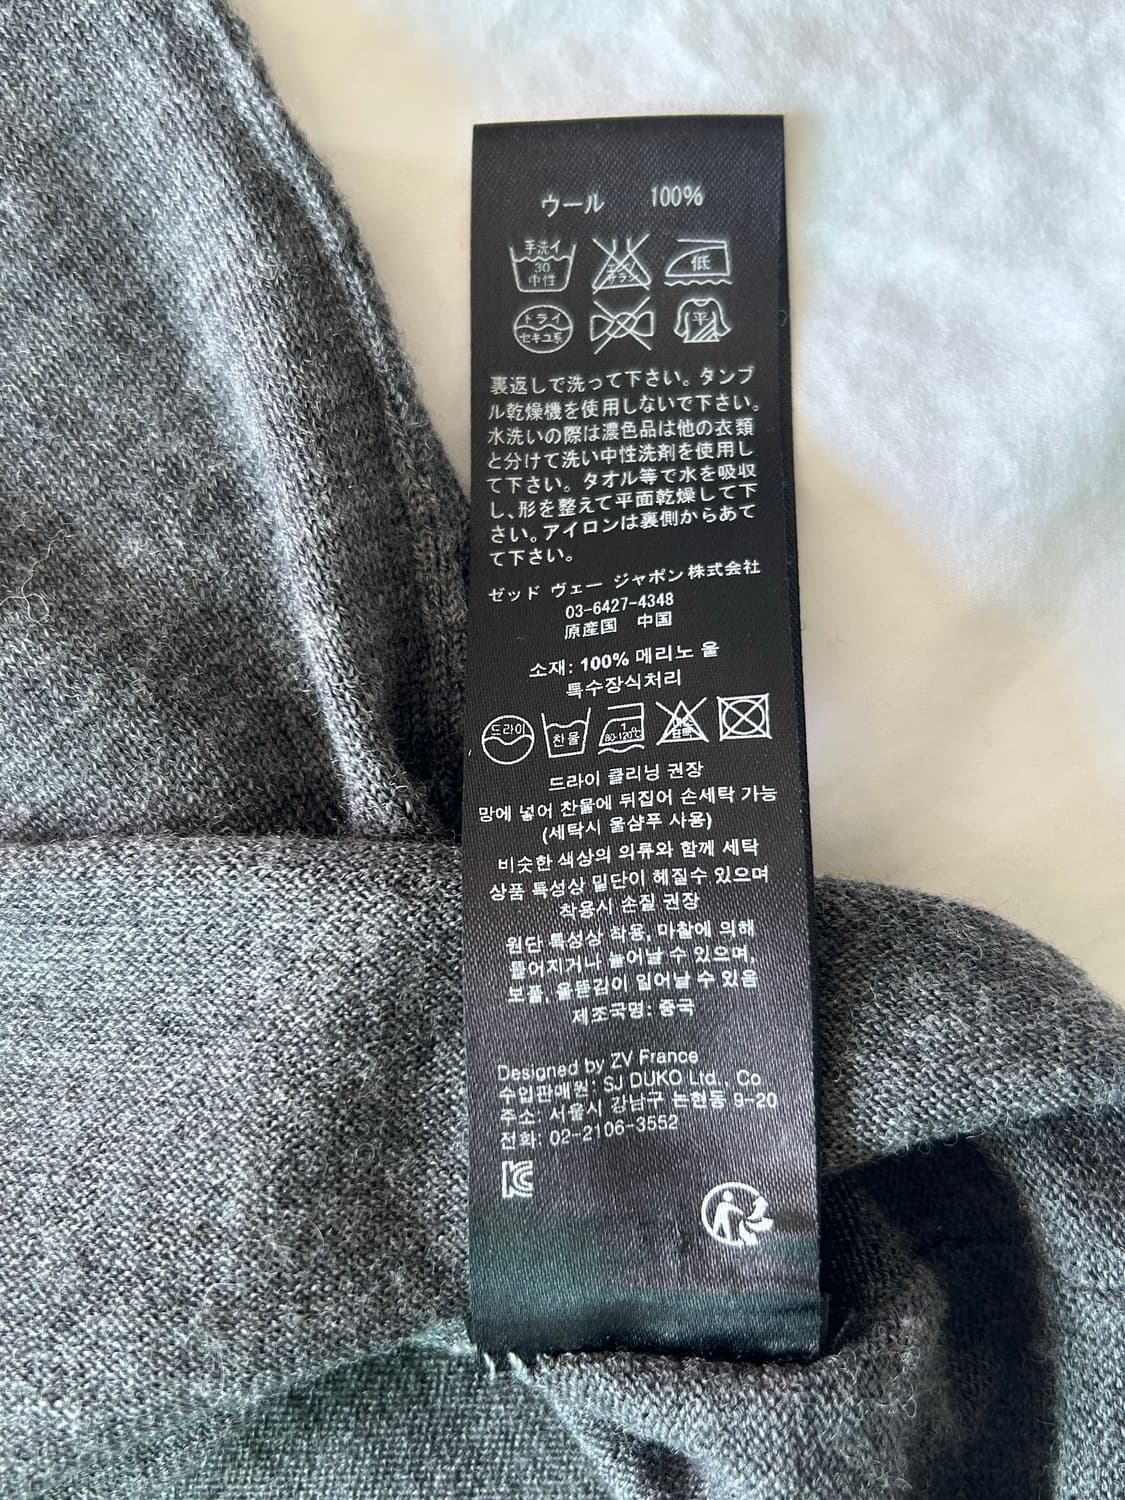 ウール 100%
手洗イ
30
中性
エンソ
サラシ
低
ドライ
セキユ系
平
裏返しで洗って下さい。タンブ
ル乾燥機を使用しないで下さい。
水洗いの際は濃色品は他の衣類
と分けて洗い中性洗剤を使用し
て下さい。タオル等で水を吸収
し、形を整えて平面乾燥して下
さい。アイロンは裏側からあて
て下さい。
ゼッド ヴェー ジャポン株式会社
03-6427-4348
原産国 中国
소재: 100% 메리노 울
특수장식처리
드라이
찬물
1
80-120℃
드라이 클리닝 권장
망에 넣어 찬물에 뒤집어 손세탁 가능
(세탁시 울샴푸 사용)
비슷한 색상의 의류와 함께 세탁
상품 특성상 밑단이 헤질수 있으며
착용시 손질 권장
원단 특성상 착용, 마찰에 의해
틀어지거나 늘어날 수 있으며,
보풀, 올뜯김이 일어날 수 있음
제조국명: 중국
Designed by ZV France
수입판매원: SJ DUKO Ltd., Co
주소: 서울시 강남구 논현동 9-20
전화: 02-2106-3552